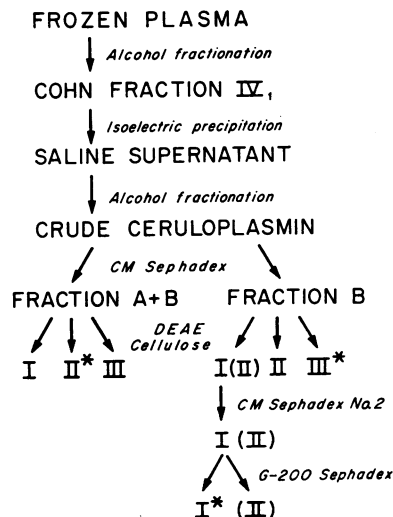 FROZEN PLASMA
Alcohol fractionation
COHN FRACTION IV₁
Isoelectric precipitation
SALINE SUPERNATANT
Alcohol fractionation
CRUDE CERULOPLASMIN
CM Sephadex
FRACTION A+B FRACTION B
DEAE
Cellulose
I II* III I(II) II III*
CM Sephadex No.2
I (II)
G-200 Sephadex
I* (II)